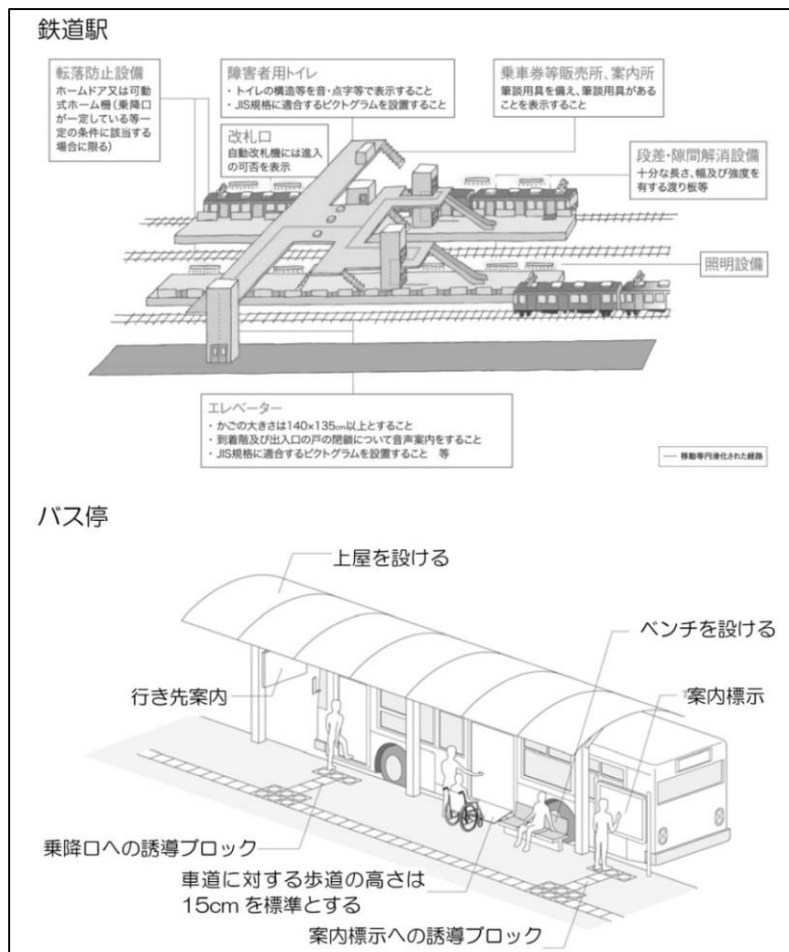 鉄道駅
転落防止設備
ホームドア又は可動
式ホーム柵(乗降口
が一定している等一
定の条件に該当する
場合に限る)
障害者用トイレ
・トイレの構造等を音・点字等で表示すること
・JIS規格に適合するピクトグラムを設置すること
乗車券等販売所、案内所
筆談用具を備え、筆談用具がある
ことを表示すること
改札口
自動改札機には進入
の可否を表示
段差・隙間解消設備
十分な長さ、幅及び強度を
有する渡り板等
照明設備
エレベーター
・かごの大きさは140×135cm以上とすること
・到着階及び出入口の戸の閉鎖について音声案内をすること
・JIS規格に適合するピクトグラムを設置すること 等
― 移動等円滑化された経路
バス停
上屋を設ける
ベンチを設ける
行き先案内
案内標示
乗降口への誘導ブロック
車道に対する歩道の高さは
15cmを標準とする
案内標示への誘導ブロック